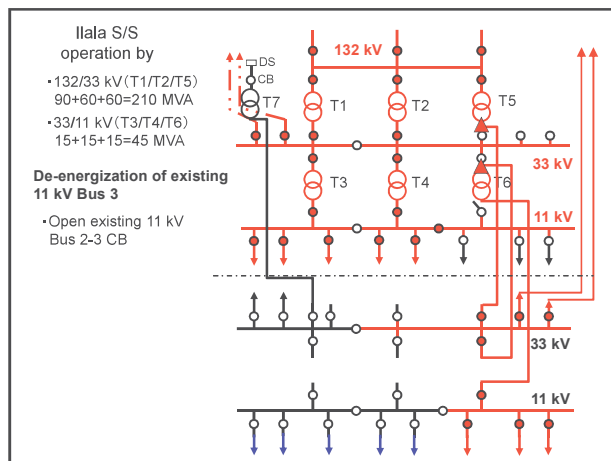 Ilala S/S
operation by
・132/33 kV(T1/T2/T5)
90+60+60=210 MVA
・33/11 kV(T3/T4/T6)
15+15+15=45 MVA
De-energization of existing
11 kV Bus 3
・Open existing 11 kV
Bus 2-3 CB
DS
CB
T7
132 kV
T1
T2
T5
33 kV
T3
T4
T6
11 kV
33 kV
11 kV